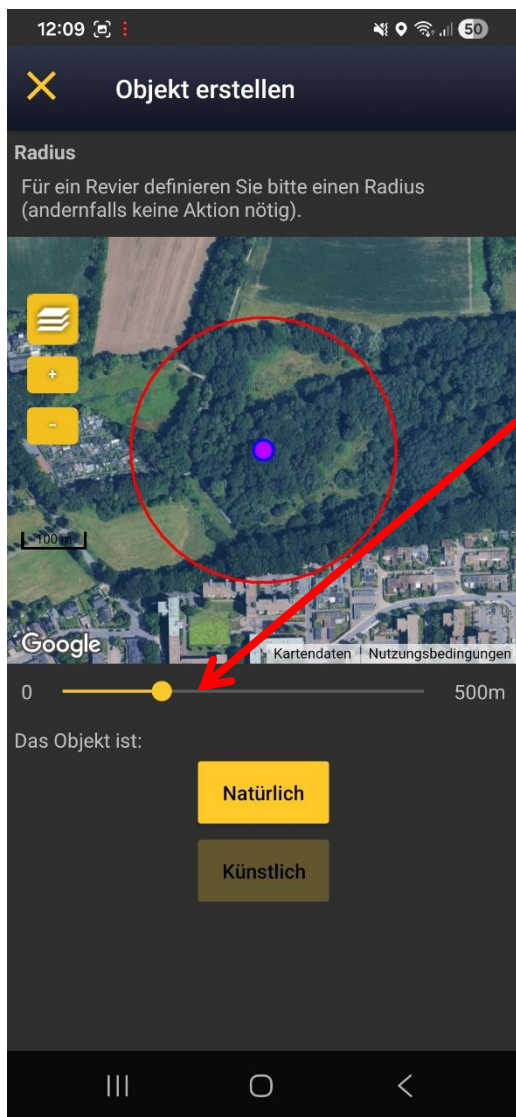 12:09
50
Objekt erstellen
Radius
Für ein Revier definieren Sie bitte einen Radius
(andernfalls keine Aktion nötig).
+
-
100 m
Google
Kartendaten
Nutzungsbedingungen
0
500m
Das Objekt ist:
Natürlich
Künstlich